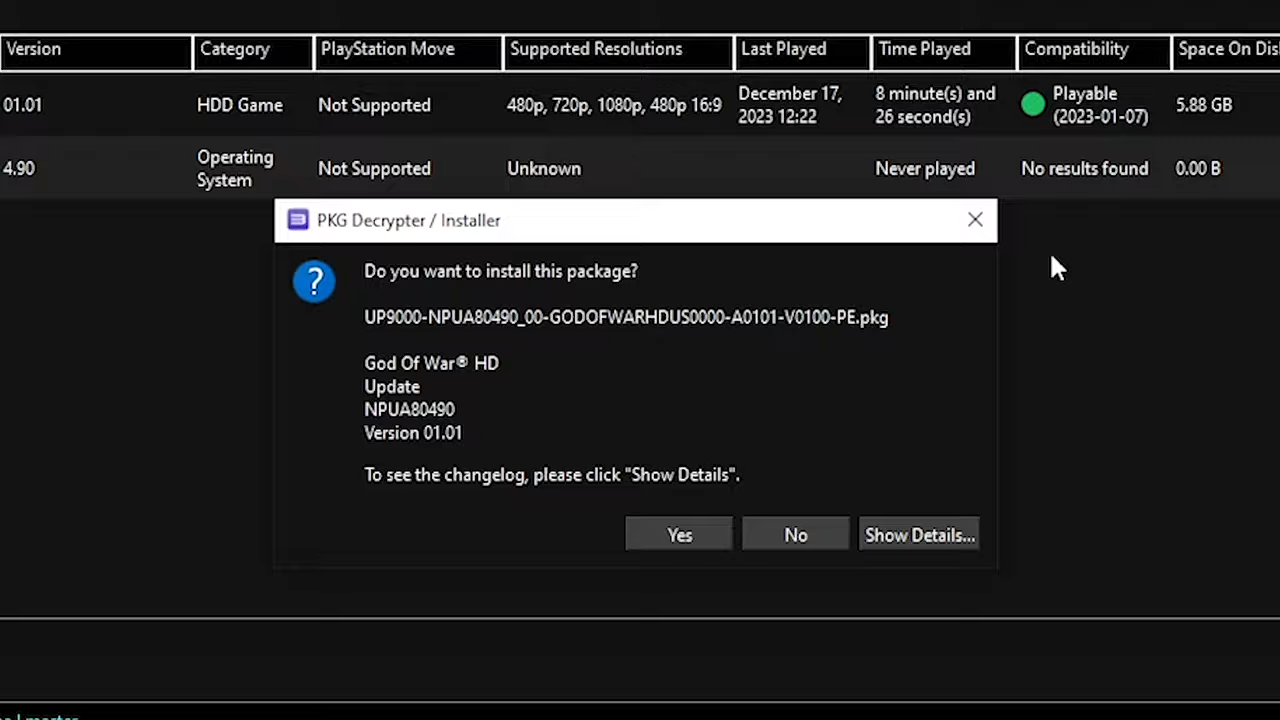 Version Category PlayStation Move Supported Resolutions Last Played Time Played Compatibility Space On Dis
01.01 HDD Game Not Supported 480p, 720p, 1080p, 480p 16:9 December 17, 8 minute(s) and Playable 5.88 GB
2023 12:22 26 second(s) (2023-01-07)
4.90 Operating Not Supported Unknown Never played No results found 0.00 B
System
PKG Decrypter / Installer
Do you want to install this package?
UP9000-NPUA80490_00-GODOFWARHDUS0000-A0101-V0100-PE.pkg
God Of War® HD
Update
NPUA80490
Version 01.01
To see the changelog, please click "Show Details".
Yes No Show Details...